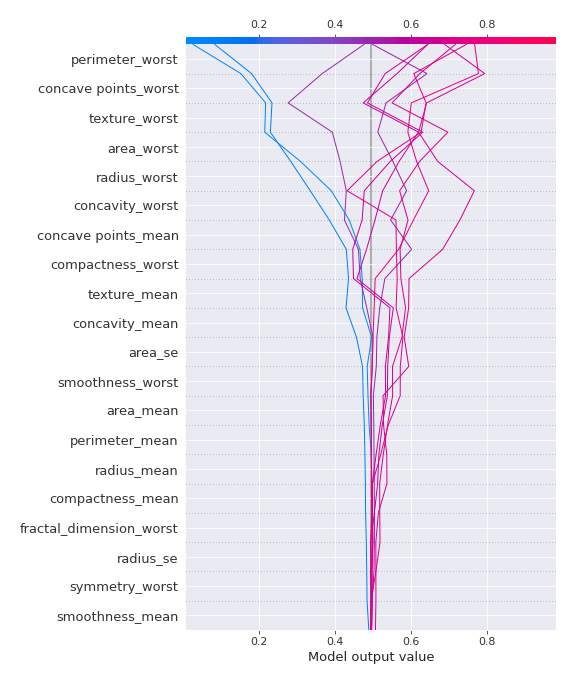 0.2 0.4 0.6 0.8
perimeter_worst
concave points_worst
texture_worst
area_worst
radius_worst
concavity_worst
concave points_mean
compactness_worst
texture_mean
concavity_mean
area_se
smoothness_worst
area_mean
perimeter_mean
radius_mean
compactness_mean
fractal_dimension_worst
radius_se
symmetry_worst
smoothness_mean
0.2 0.4 0.6 0.8
Model output value